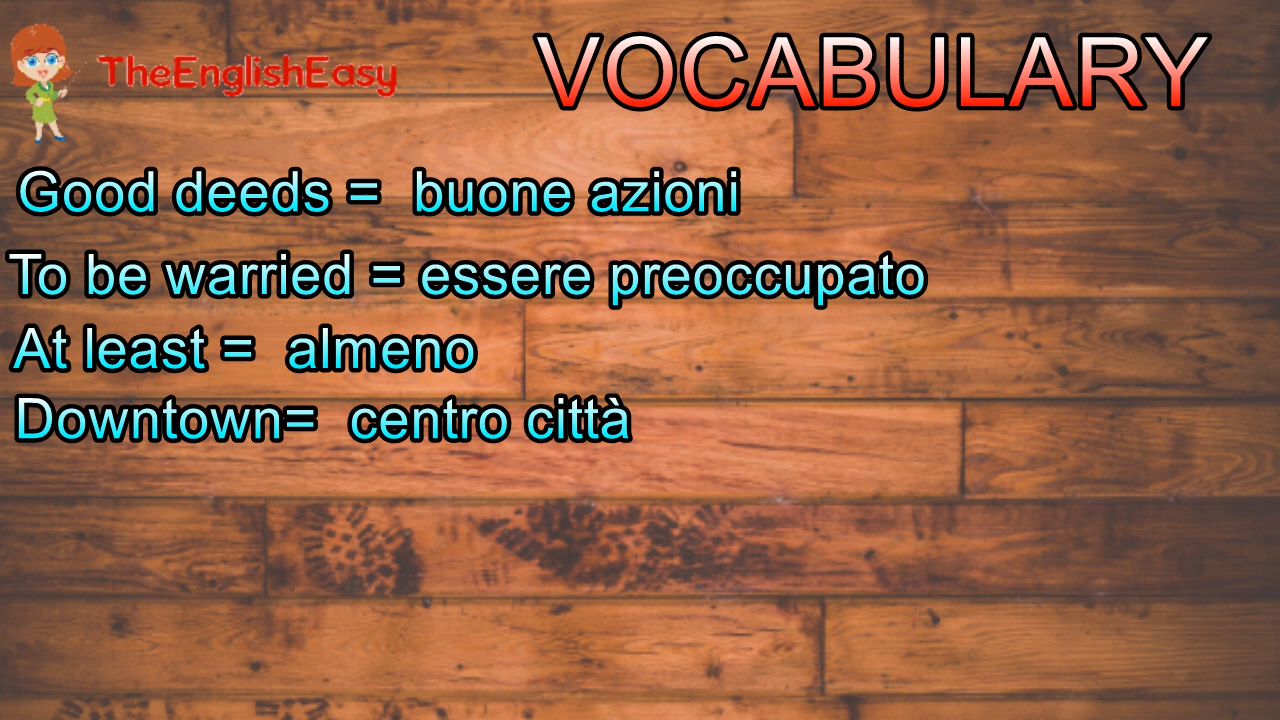 TheEnglishEasy
VOCABULARY
Good deeds = buone azioni
To be warried = essere preoccupato
At least = almeno
Downtown= centro città